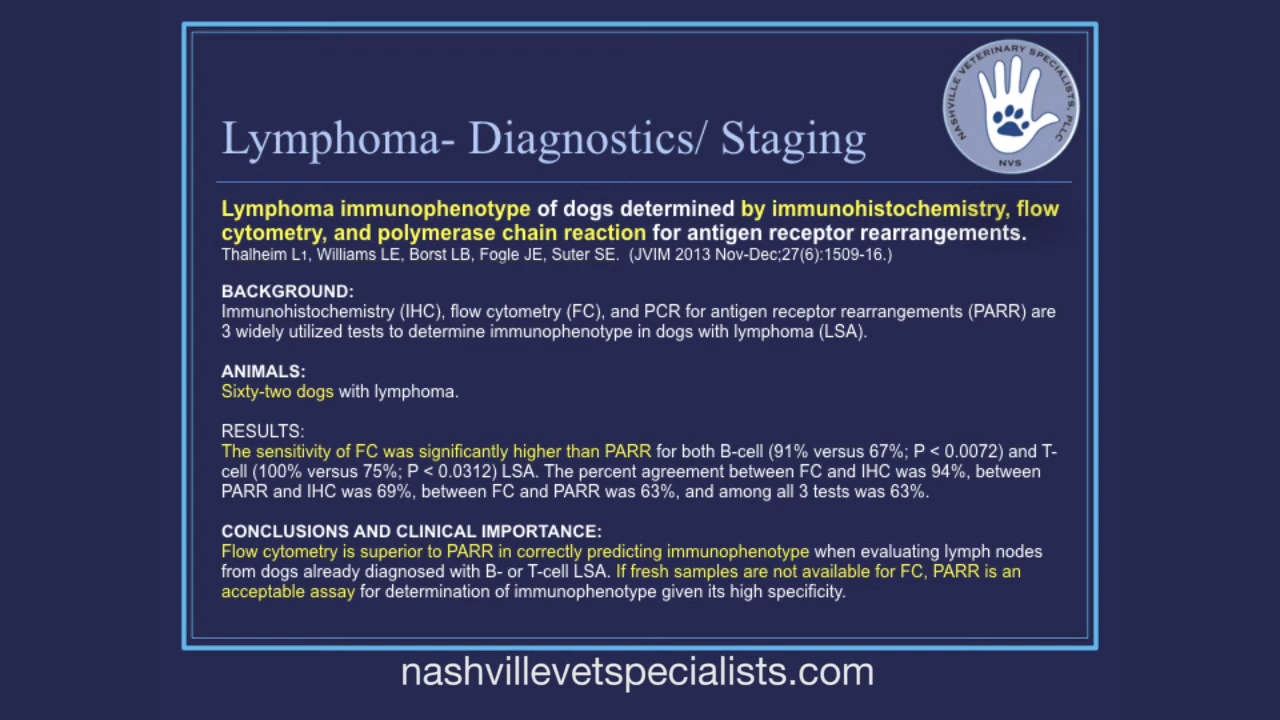 NASHVILLE VETERINARY SPECIALISTS, PLLC
NVS
Lymphoma- Diagnostics/ Staging
Lymphoma immunophenotype of dogs determined by immunohistochemistry, flow
cytometry, and polymerase chain reaction for antigen receptor rearrangements.
Thalheim L1, Williams LE, Borst LB, Fogle JE, Suter SE. (JVIM 2013 Nov-Dec;27(6):1509-16.)
BACKGROUND:
Immunohistochemistry (IHC), flow cytometry (FC), and PCR for antigen receptor rearrangements (PARR) are
3 widely utilized tests to determine immunophenotype in dogs with lymphoma (LSA).
ANIMALS:
Sixty-two dogs with lymphoma.
RESULTS:
The sensitivity of FC was significantly higher than PARR for both B-cell (91% versus 67%; P < 0.0072) and T-
cell (100% versus 75%; P < 0.0312) LSA. The percent agreement between FC and IHC was 94%, between
PARR and IHC was 69%, between FC and PARR was 63%, and among all 3 tests was 63%.
CONCLUSIONS AND CLINICAL IMPORTANCE:
Flow cytometry is superior to PARR in correctly predicting immunophenotype when evaluating lymph nodes
from dogs already diagnosed with B- or T-cell LSA. If fresh samples are not available for FC, PARR is an
acceptable assay for determination of immunophenotype given its high specificity.
nashvillevetspecialists.com